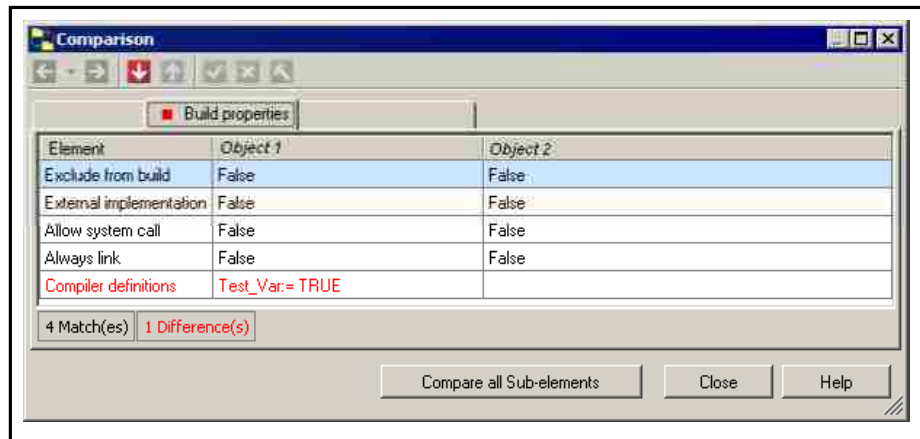 Comparison
Build properties
Element Object 1 Object 2
Exclude from build False False
External implementation False False
Allow system call False False
Always link False False
Compiler definitions Test_Var:= TRUE
4 Match(es) 1 Difference(s)
Compare all Sub-elements Close Help